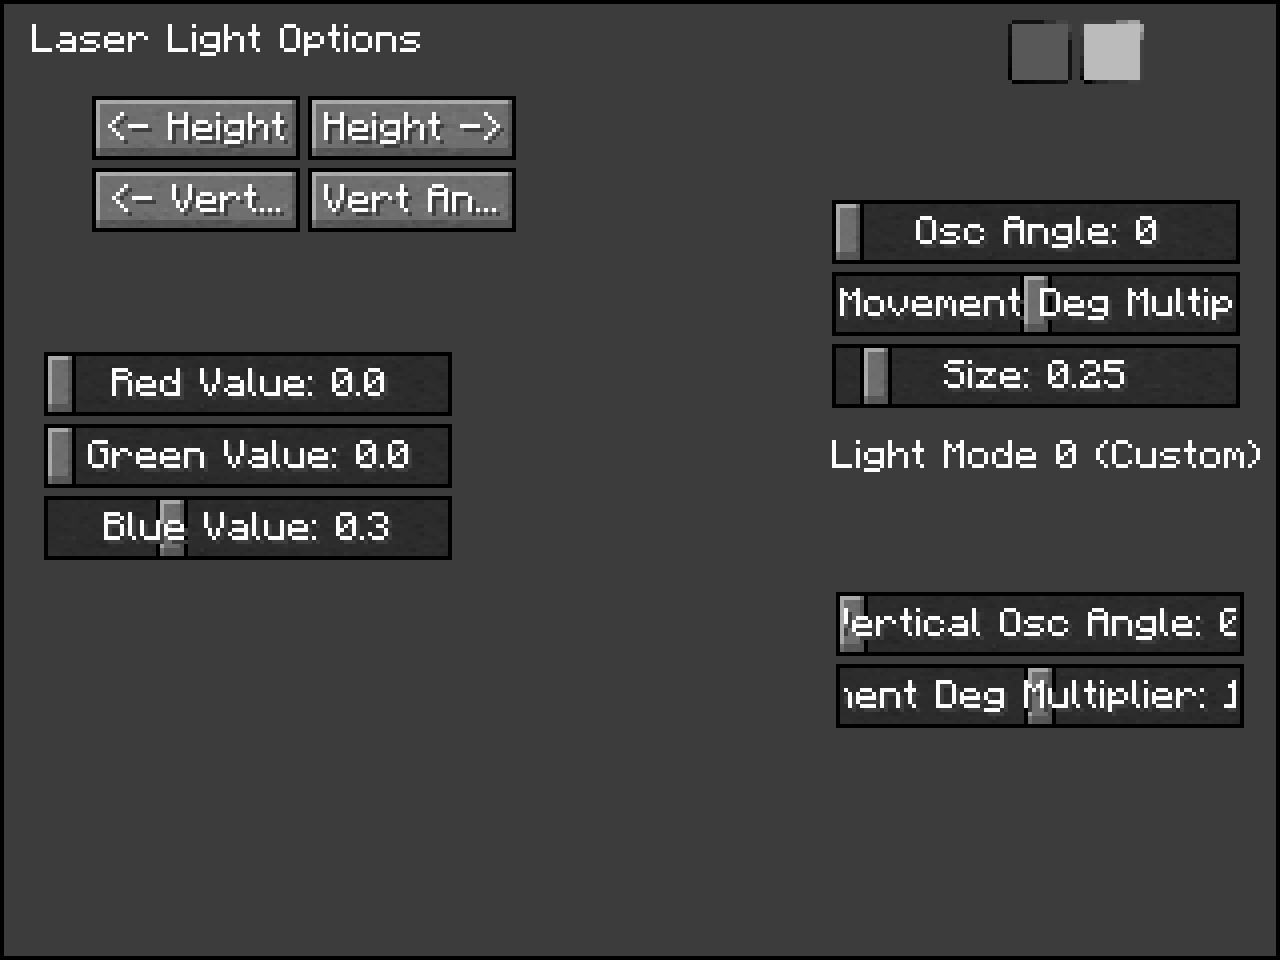 Laser Light Options
<- Height
Height ->
<- Vert...
Vert An...
Osc Angle: 0
Movement Deg Multip
Size: 0.25
Light Mode 0 (Custom)
Red Value: 0.0
Green Value: 0.0
Blue Value: 0.3
Vertical Osc Angle: 0
ment Deg Multiplier: 1